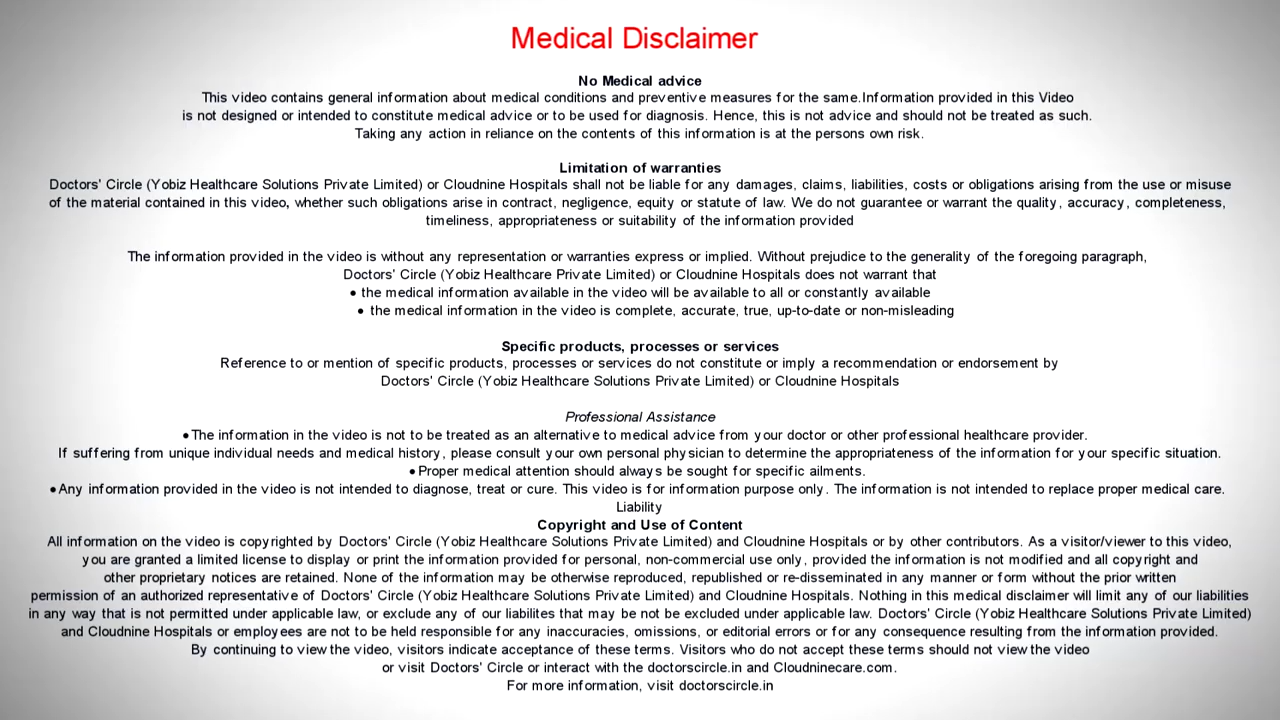 Medical Disclaimer
No Medical advice
This video contains general information about medical conditions and preventive measures for the same.Information provided in this Video
is not designed or intended to constitute medical advice or to be used for diagnosis. Hence, this is not advice and should not be treated as such.
Taking any action in reliance on the contents of this information is at the persons own risk.
Limitation of warranties
Doctors' Circle (Yobiz Healthcare Solutions Private Limited) or Cloudnine Hospitals shall not be liable for any damages, claims, liabilities, costs or obligations arising from the use or misuse
of the material contained in this video, whether such obligations arise in contract, negligence, equity or statute of law. We do not guarantee or warrant the quality, accuracy, completeness,
timeliness, appropriateness or suitability of the information provided
The information provided in the video is without any representation or warranties express or implied. Without prejudice to the generality of the foregoing paragraph,
Doctors' Circle (Yobiz Healthcare Private Limited) or Cloudnine Hospitals does not warrant that
• the medical information available in the video will be available to all or constantly available
• the medical information in the video is complete, accurate, true, up-to-date or non-misleading
Specific products, processes or services
Reference to or mention of specific products, processes or services do not constitute or imply a recommendation or endorsement by
Doctors' Circle (Yobiz Healthcare Solutions Private Limited) or Cloudnine Hospitals
Professional Assistance
•The information in the video is not to be treated as an alternative to medical advice from your doctor or other professional healthcare provider.
If suffering from unique individual needs and medical history, please consult your own personal physician to determine the appropriateness of the information for your specific situation.
•Proper medical attention should always be sought for specific ailments.
•Any information provided in the video is not intended to diagnose, treat or cure. This video is for information purpose only. The information is not intended to replace proper medical care.
Liability
Copyright and Use of Content
All information on the video is copyrighted by Doctors' Circle (Yobiz Healthcare Solutions Private Limited) and Cloudnine Hospitals or by other contributors. As a visitor/viewer to this video,
you are granted a limited license to display or print the information provided for personal, non-commercial use only, provided the information is not modified and all copyright and
other proprietary notices are retained. None of the information may be otherwise reproduced, republished or re-disseminated in any manner or form without the prior written
permission of an authorized representative of Doctors' Circle (Yobiz Healthcare Solutions Private Limited) and Cloudnine Hospitals. Nothing in this medical disclaimer will limit any of our liabilities
in any way that is not permitted under applicable law, or exclude any of our liabilites that may be not be excluded under applicable law. Doctors' Circle (Yobiz Healthcare Solutions Private Limited)
and Cloudnine Hospitals or employees are not to be held responsible for any inaccuracies, omissions, or editorial errors or for any consequence resulting from the information provided.
By continuing to view the video, visitors indicate acceptance of these terms. Visitors who do not accept these terms should not view the video
or visit Doctors' Circle or interact with the doctorscircle.in and Cloudninecare.com.
For more information, visit doctorscircle.in